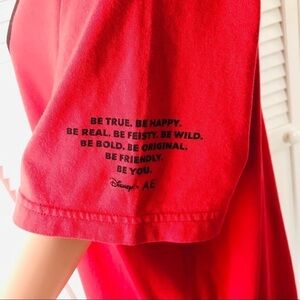 BE TRUE. BE HAPPY.
BE REAL. BE FEISTY. BE WILD.
BE BOLD. BE ORIGINAL.
BE FRIENDLY.
BE YOU.
Disney AE